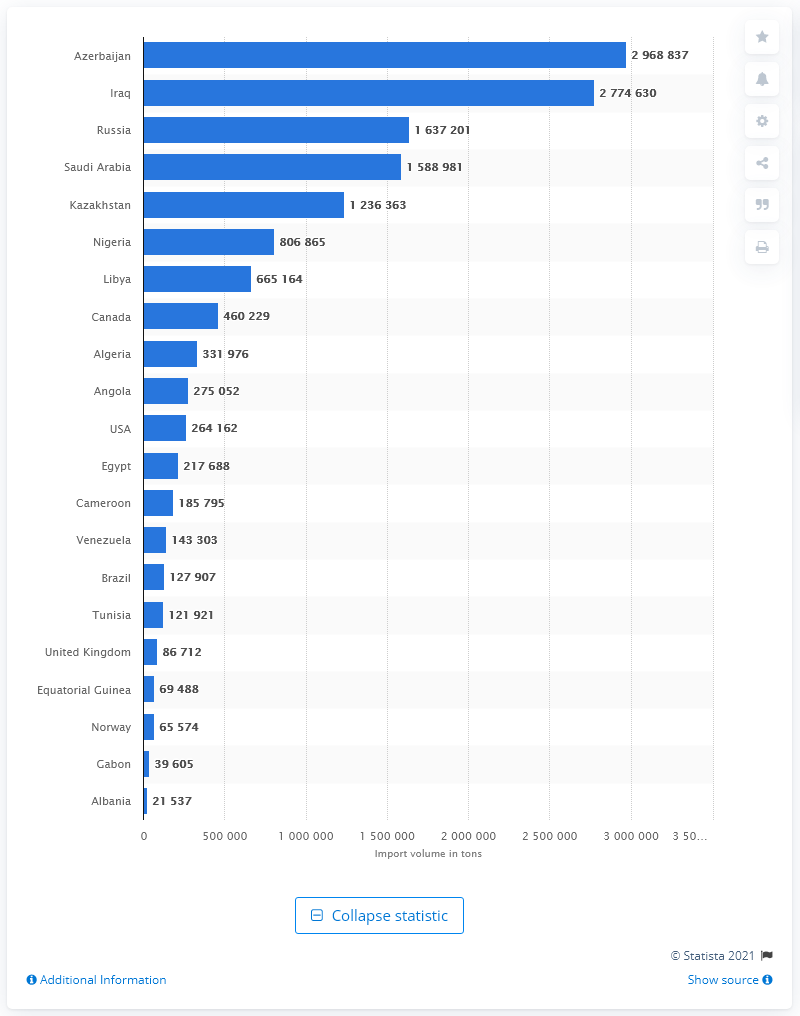 Azerbaijan 2 968 837
Iraq 2 774 630
Russia 1 637 201
Saudi Arabia 1 588 981
Kazakhstan 1 236 363
Nigeria 806 865
Libya 665 164
Canada 460 229
Algeria 331 976
Angola 275 052
USA 264 162
Egypt 217 688
Cameroon 185 795
Venezuela 143 303
Brazil 127 907
Tunisia 121 921
United Kingdom 86 712
Equatorial Guinea 69 488
Norway 65 574
Gabon 39 605
Albania 21 537
0 500 000 1 000 000 1 500 000 2 000 000 2 500 000 3 000 000 3 50…
Import volume in tons
Collapse statistic
© Statista 2021
Additional Information Show source